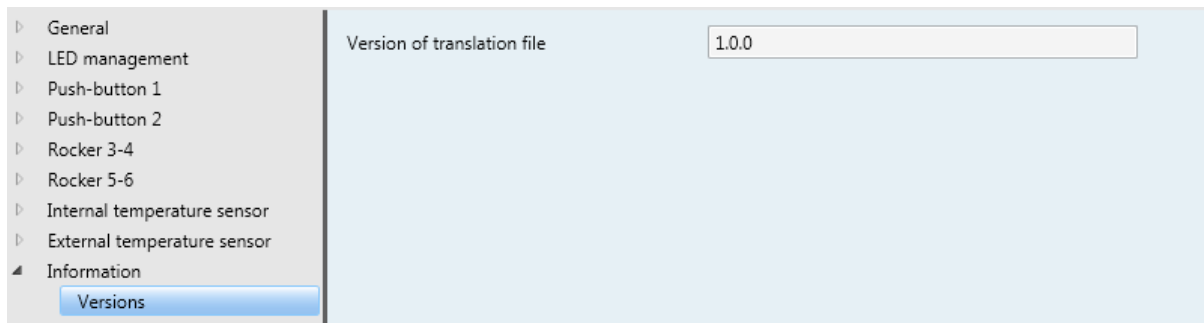 General
LED management
Push-button 1
Push-button 2
Rocker 3-4
Rocker 5-6
Internal temperature sensor
External temperature sensor
Information
Versions
Version of translation file
1.0.0